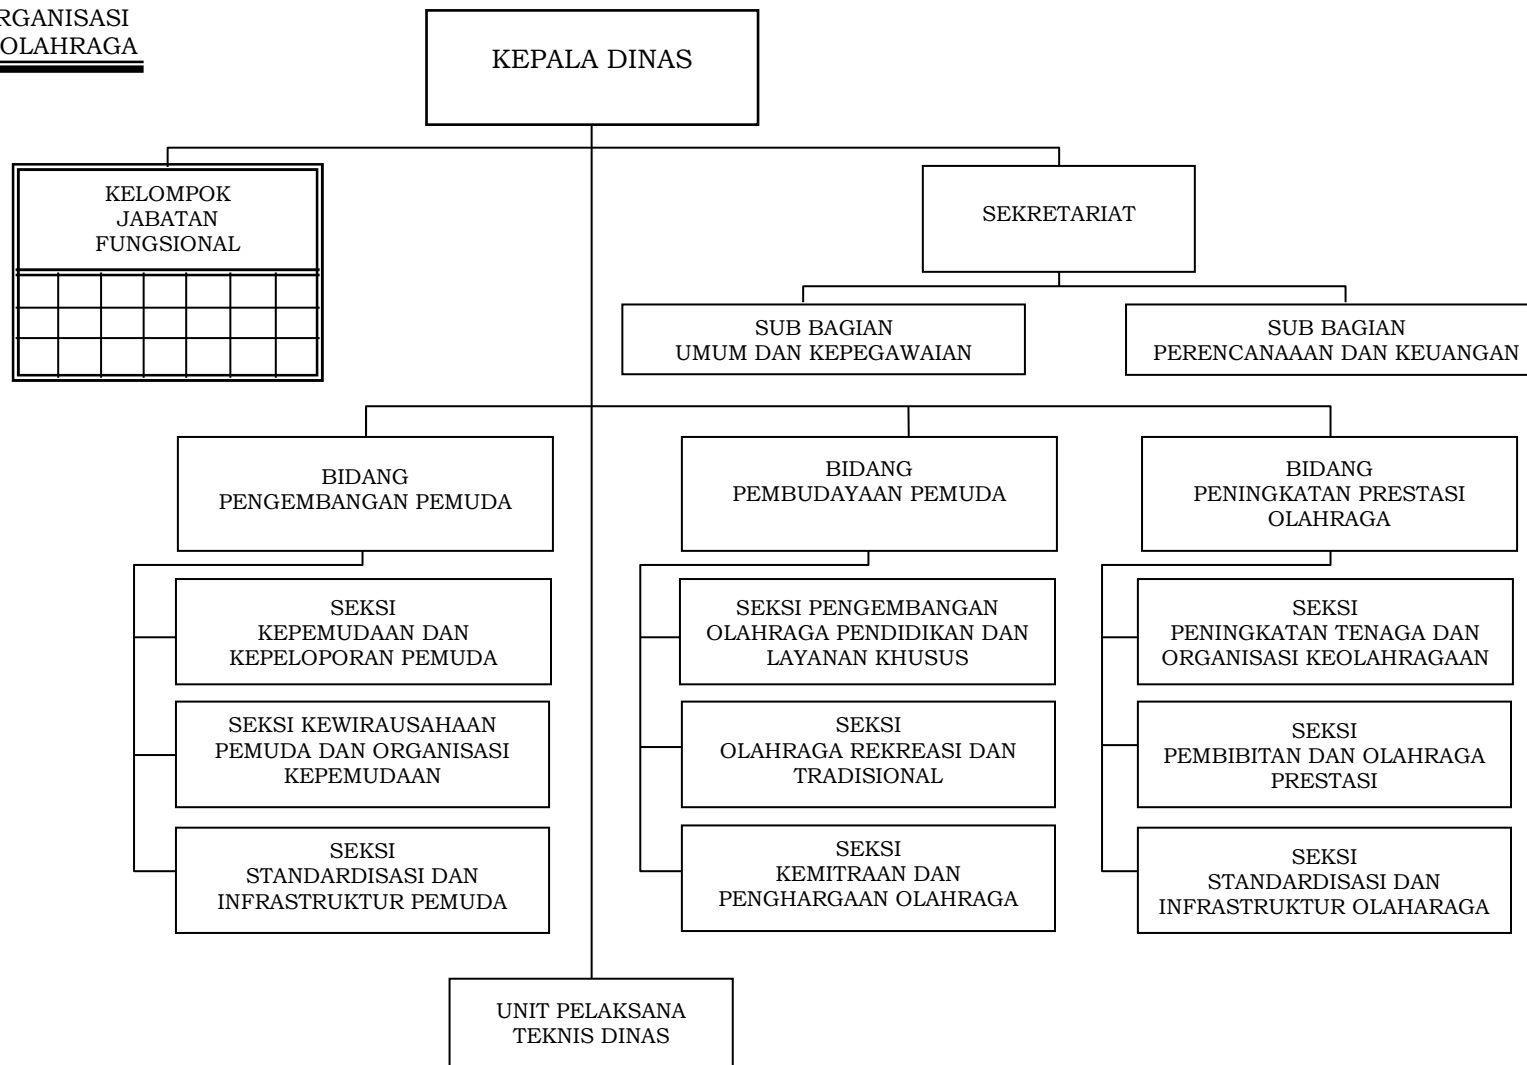 RGANISASI
OLAHRAGA
KEPALA DINAS
KELOMPOK
JABATAN
FUNGSIONAL
SEKRETARIAT
SUB BAGIAN
UMUM DAN KEPEGAWAIAN
SUB BAGIAN
PERENCANAAAN DAN KEUANGAN
BIDANG
PENGEMBANGAN PEMUDA
BIDANG
PEMBUDAYAAN PEMUDA
BIDANG
PENINGKATAN PRESTASI
OLAHRAGA
SEKSI
KEPEMUDAAN DAN
KEPELOPORAN PEMUDA
SEKSI PENGEMBANGAN
OLAHRAGA PENDIDIKAN DAN
LAYANAN KHUSUS
SEKSI
PENINGKATAN TENAGA DAN
ORGANISASI KEOLAHRAGAAN
SEKSI KEWIRAUSAHAAN
PEMUDA DAN ORGANISASI
KEPEMUDAAN
SEKSI
OLAHRAGA REKREASI DAN
TRADISIONAL
SEKSI
PEMBIBITAN DAN OLAHRAGA
PRESTASI
SEKSI
STANDARDISASI DAN
INFRASTRUKTUR PEMUDA
SEKSI
KEMITRAAN DAN
PENGHARGAAN OLAHRAGA
SEKSI
STANDARDISASI DAN
INFRASTRUKTUR OLAHARAGA
UNIT PELAKSANA
TEKNIS DINAS